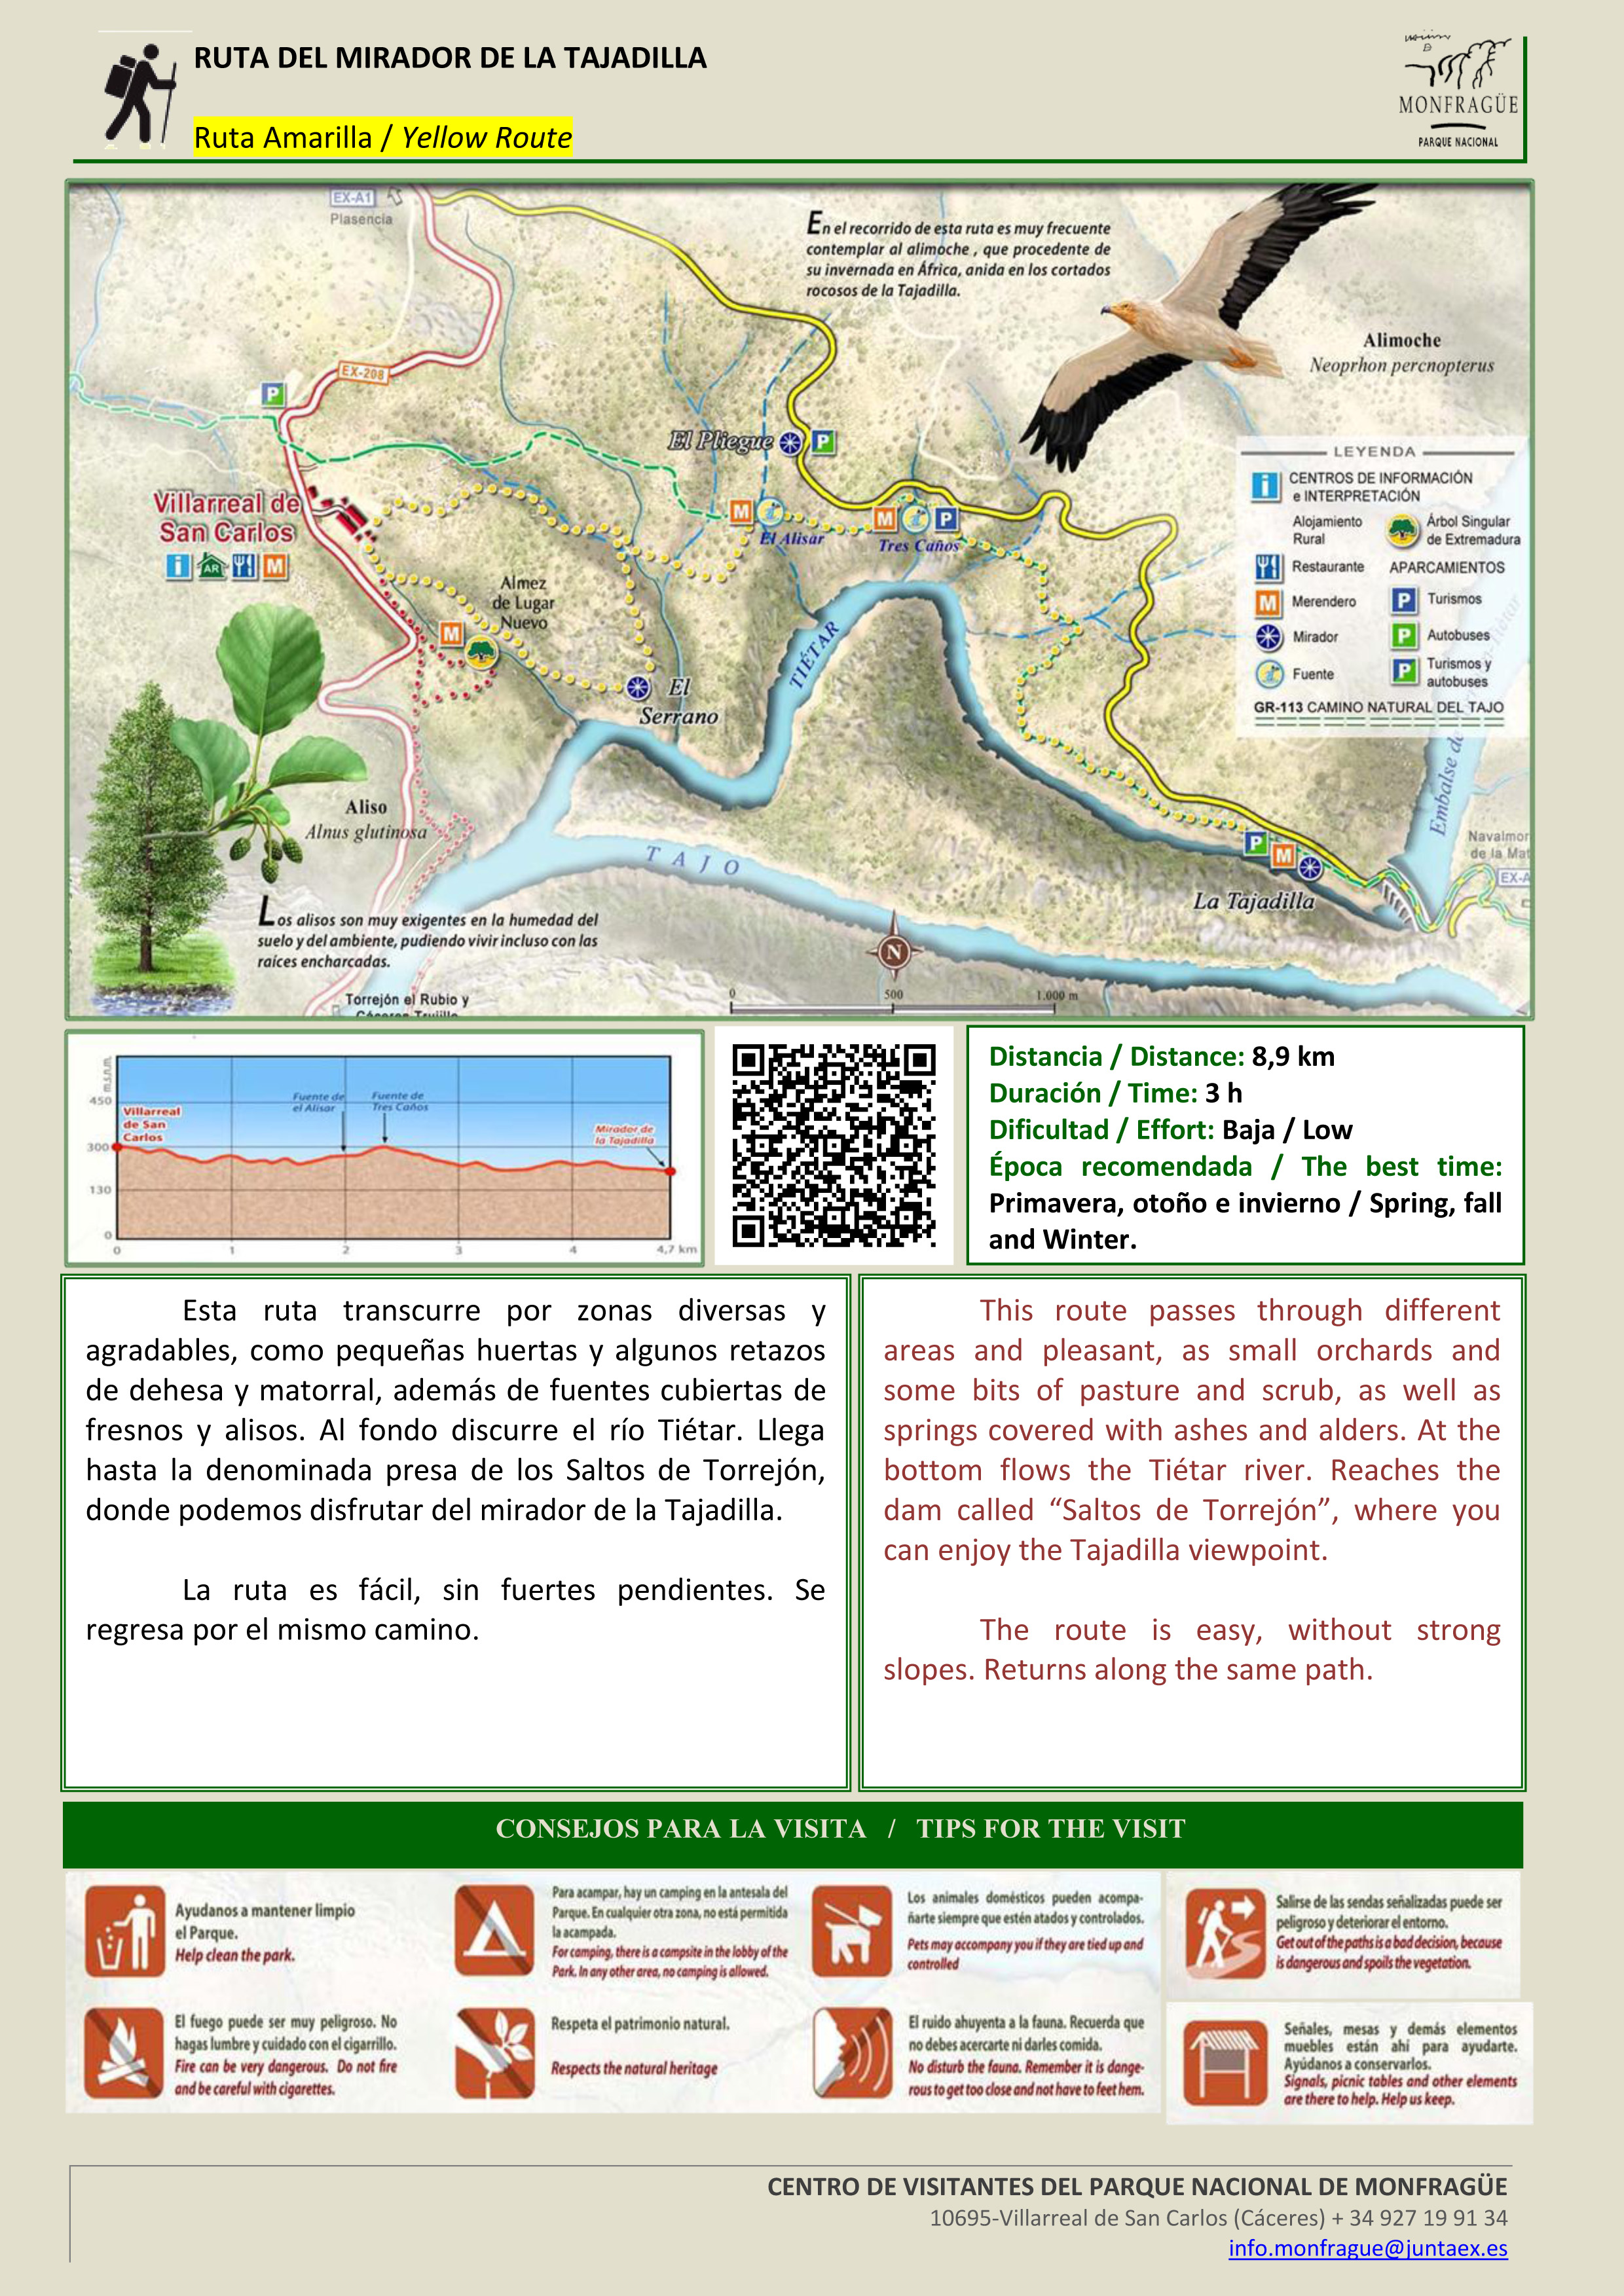 RUTA DEL MIRADOR DE LA TAJADILLA
Ruta Amarilla / Yellow Route
MONFRAGÜE
PARQUE NACIONAL
EX-A1
Plasencia
En el recorrido de esta ruta es muy frecuente
contemplar al alimoche , que procedente de
su invernada en África, anida en los cortados
rocosos de la Tajadilla.
Alimoche
Neoprhon percnopterus
EX-208
P
El Pliegue
P
Villarreal de
San Carlos
i AR M
M
El Alisar
M
P
Tres Caños
Almez
de Lugar
Nuevo
M
El
Serrano
TIÉTAR
TAJO
LEYENDA
i CENTROS DE INFORMACIÓN
e INTERPRETACIÓN
Alojamiento
Rural
Árbol Singular
de Extremadura
Restaurante
APARCAMIENTOS
M Merendero
P Turismos
Mirador
P Autobuses
Fuente
P Turismos y
autobuses
GR-113 CAMINO NATURAL DEL TAJO
Tiétar
Embalse de
Navalmor
de la Mat
EX-A
P
M
La Tajadilla
Aliso
Alnus glutinosa
Los alisos son muy exigentes en la humedad del
suelo y del ambiente, pudiendo vivir incluso con las
raíces encharcadas.
Torrejón el Rubio y
N
0 500 1.000 m
m.s.n.m.
450
300
130
0
Villarreal
de San
Carlos
Fuente de
el Alisar
Fuente de
Tres Caños
Mirador de
la Tajadilla
0 1 2 3 4 4,7 km
Distancia / Distance: 8,9 km
Duración / Time: 3 h
Dificultad / Effort: Baja / Low
Época recomendada / The best time:
Primavera, otoño e invierno / Spring, fall
and Winter.
Esta ruta transcurre por zonas diversas y
agradables, como pequeñas huertas y algunos retazos
de dehesa y matorral, además de fuentes cubiertas de
fresnos y alisos. Al fondo discurre el río Tiétar. Llega
hasta la denominada presa de los Saltos de Torrejón,
donde podemos disfrutar del mirador de la Tajadilla.
La ruta es fácil, sin fuertes pendientes. Se
regresa por el mismo camino.
This route passes through different
areas and pleasant, as small orchards and
some bits of pasture and scrub, as well as
springs covered with ashes and alders. At the
bottom flows the Tiétar river. Reaches the
dam called “Saltos de Torrejón”, where you
can enjoy the Tajadilla viewpoint.
The route is easy, without strong
slopes. Returns along the same path.
CONSEJOS PARA LA VISITA / TIPS FOR THE VISIT
Ayudanos a mantener limpio
el Parque.
Help clean the park.
Para acampar, hay un camping en la antesala del
Parque. En cualquier otra zona, no está permitida
la acampada.
For camping, there is a campsite in the lobby of the
Park. In any other area, no camping is allowed.
Los animales domésticos pueden acompa-
ñarte siempre que estén atados y controlados.
Pets may accompany you if they are tied up and
controlled
Salirse de las sendas señalizadas puede ser
peligroso y deteriorar el entorno.
Get out of the paths is a bad decision, because
is dangerous and spoils the vegetation.
El fuego puede ser muy peligroso. No
hagas lumbre y cuidado con el cigarrillo.
Fire can be very dangerous. Do not fire
and be careful with cigarettes.
Respeta el patrimonio natural.
Respects the natural heritage
El ruido ahuyenta a la fauna. Recuerda que
no debes acercarte ni darles comida.
No disturb the fauna. Remember it is dange-
rous to get too close and not have to feet hem.
Señales, mesas y demás elementos
muebles están ahí para ayudarte.
Ayúdanos a conservarlos.
Signals, picnic tables and other elements
are there to help. Help us keep.
CENTRO DE VISITANTES DEL PARQUE NACIONAL DE MONFRAGÜE
10695-Villarreal de San Carlos (Cáceres) + 34 927 19 91 34
info.monfrague@juntaex.es